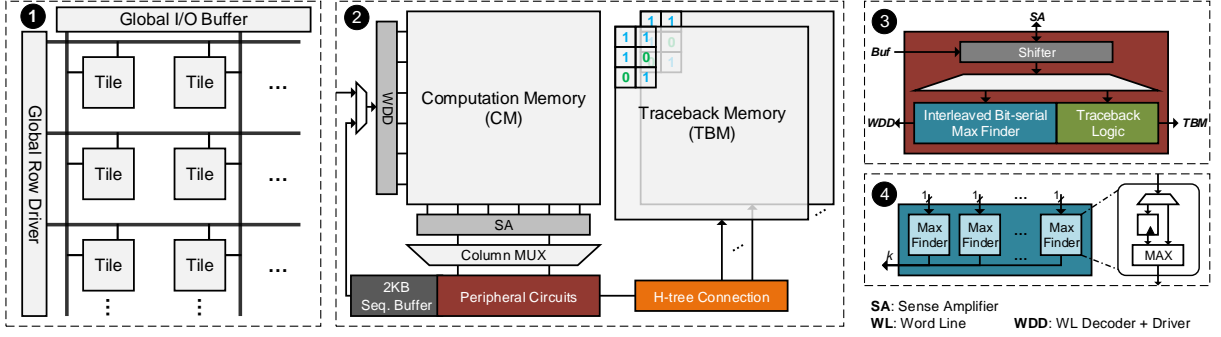 1
Global I/O Buffer
Global Row Driver
Tile
Tile
...
Tile
Tile
...
Tile
Tile
...
2
WDD
Computation Memory
(CM)
SA
Column MUX
2KB
Seq. Buffer
Peripheral Circuits
H-tree Connection
1 1
1 0
0 1
1 1
0
1
Traceback Memory
(TBM)
...
...
3
SA
Buf
Shifter
WDD
Interleaved Bit-serial
Max Finder
Traceback
Logic
TBM
4
1 1 ... 1
Max
Finder
Max
Finder
...
Max
Finder
...
k
MAX
SA: Sense Amplifier
WL: Word Line
WDD: WL Decoder + Driver